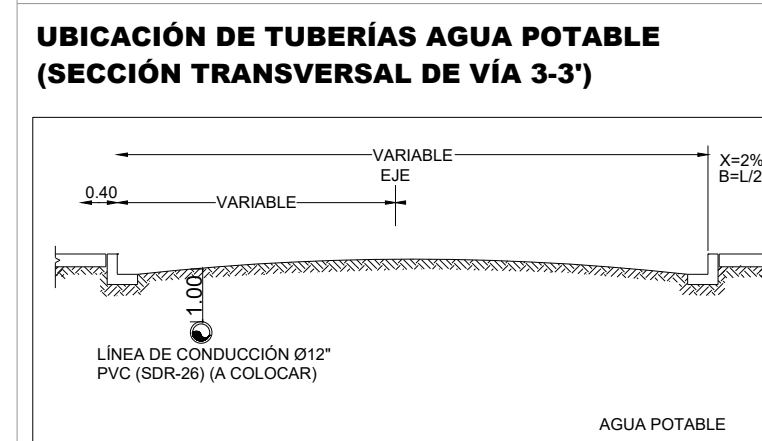 UBICACIÓN DE TUBERÍAS AGUA POTABLE
(SECCIÓN TRANSVERSAL DE VÍA 3-3')
VARIABLE
X=2%
EJE
B=L/2
0.40
VARIABLE
1.00
LÍNEA DE CONDUCCIÓN Ø12"
PVC (SDR-26) (A COLOCAR)
AGUA POTABLE